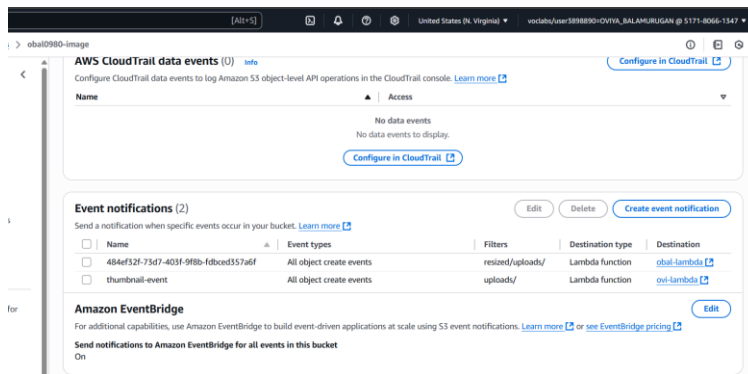 [Alt+S]
United States (N. Virginia) ▼
voclabs/user3898890=OVIYA_BALAMURUGAN @ 5171-8066-1347 ▼
> obal0980-image
AWS CloudTrail data events (0) Info
Configure in CloudTrail
Configure CloudTrail data events to log Amazon S3 object-level API operations in the CloudTrail console. Learn more
Name Access
No data events
No data events to display.
Configure in CloudTrail
Event notifications (2)
Edit Delete Create event notification
Send a notification when specific events occur in your bucket. Learn more
Name Event types Filters Destination type Destination
484ef32f-73d7-403f-9f8b-fdbced357a6f All object create events resized/uploads/ Lambda function obal-lambda
thumbnail-event All object create events uploads/ Lambda function ovi-lambda
for
Amazon EventBridge Edit
For additional capabilities, use Amazon EventBridge to build event-driven applications at scale using S3 event notifications. Learn more or see EventBridge pricing
Send notifications to Amazon EventBridge for all events in this bucket
On